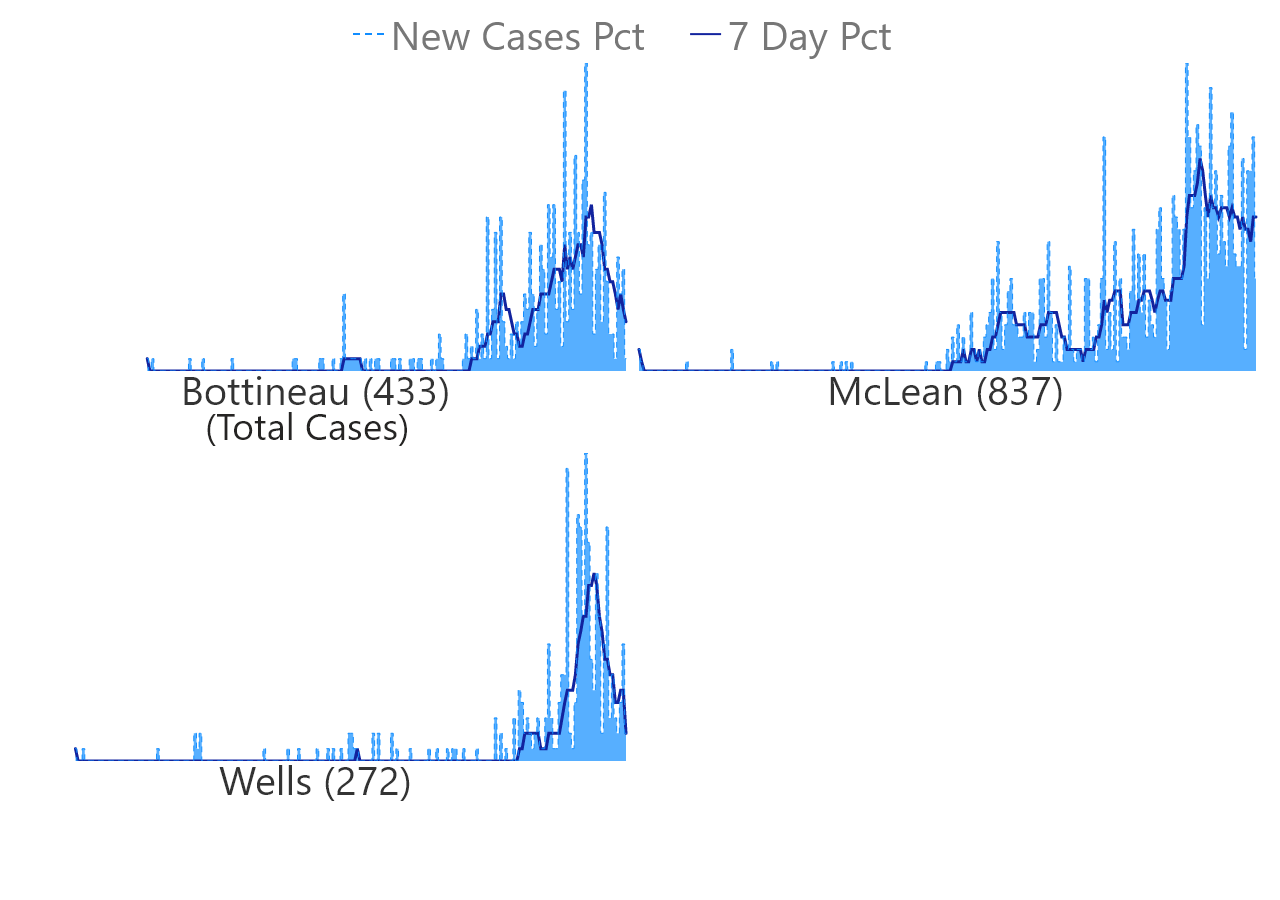 New Cases Pct 7 Day Pct
Bottineau (433)
(Total Cases)
McLean (837)
Wells (272)